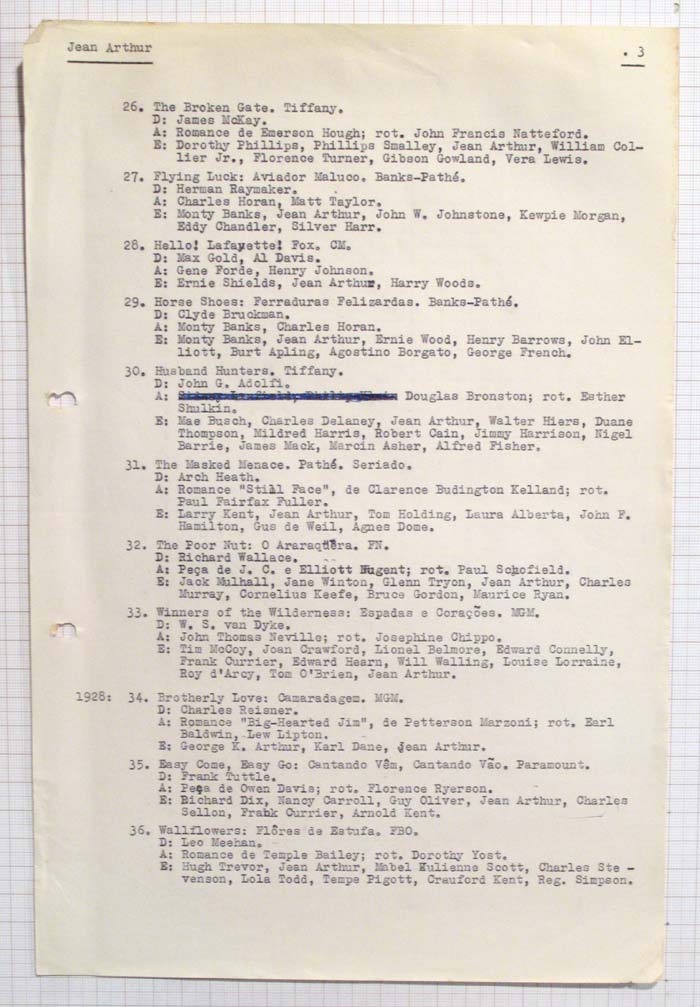 Jean Arthur . 3
26. The Broken Gate. Tiffany.
D: James McKay.
A: Romance de Emerson Hough; rot. John Francis Natteford.
E: Dorothy Phillips, Phillips Smalley, Jean Arthur, William Col-
lier Jr., Florence Turner, Gibson Gowland, Vera Lewis.
27. Flying Luck: Aviador Maluco. Banks-Pathé.
D: Herman Raymaker.
A: Charles Horan, Matt Taylor.
E: Monty Banks, Jean Arthur, John W. Johnstone, Kewpie Morgan,
Eddy Chandler, Silver Harr.
28. Hello! Lafayette! Fox. CM.
D: Max Gold, Al Davis.
A: Gene Forde, Henry Johnson.
E: Ernie Shields, Jean Arthur, Harry Woods.
29. Horse Shoes: Ferraduras Felizardas. Banks-Pathé.
D: Clyde Bruckman.
A: Monty Banks, Charles Horan.
E: Monty Banks, Jean Arthur, Ernie Wood, Henry Barrows, John El-
liott, Burt Apling, Agostino Borgato, George French.
30. Husband Hunters. Tiffany.
D: John G. Adolfi.
A: Douglas Bronston; rot. Esther
Shulkin.
E: Mae Busch, Charles Delaney, Jean Arthur, Walter Hiers, Duane
Thompson, Mildred Harris, Robert Cain, Jimmy Harrison, Nigel
Barrie, James Mack, Marcin Asher, Alfred Fisher.
31. The Masked Menace. Pathé. Seriado.
D: Arch Heath.
A: Romance "Still Face", de Clarence Budington Kelland; rot.
Paul Fairfax Fuller.
E: Larry Kent, Jean Arthur, Tom Holding, Laura Alberta, John F.
Hamilton, Gus de Weil, Agnes Dome.
32. The Poor Nut: O Araraqüara. FN.
D: Richard Wallace.
A: Peça de J. C. e Elliott Nugent; rot. Paul Schofield.
E: Jack Mulhall, Jane Winton, Glenn Tryon, Jean Arthur, Charles
Murray, Cornelius Keefe, Bruce Gordon, Maurice Ryan.
33. Winners of the Wilderness: Espadas e Corações. MGM.
D: W. S. van Dyke.
A: John Thomas Neville; rot. Josephine Chippo.
E: Tim McCoy, Joan Crawford, Lionel Belmore, Edward Connelly,
Frank Currier, Edward Hearn, Will Walling, Louise Lorraine,
Roy d'Arcy, Tom O'Brien, Jean Arthur.
1928: 34. Brotherly Love: Camaradagem. MGM.
D: Charles Reisner.
A: Romance "Big-Hearted Jim", de Petterson Marzoni; rot. Earl
Baldwin, Lew Lipton.
E: George K. Arthur, Karl Dane, Jean Arthur.
35. Easy Come, Easy Go: Cantando Vêm, Cantando Vão. Paramount.
D: Frank Tuttle.
A: Peça de Owen Davis; rot. Florence Ryerson.
E: Richard Dix, Nancy Carroll, Guy Oliver, Jean Arthur, Charles
Sellon, Frank Currier, Arnold Kent.
36. Wallflowers: Flôres de Estufa. FBO.
D: Leo Meehan.
A: Romance de Temple Bailey; rot. Dorothy Yost.
E: Hugh Trevor, Jean Arthur, Mabel Eulienne Scott, Charles Ste -
venson, Lola Todd, Tempe Pigott, Crauford Kent, Reg. Simpson.